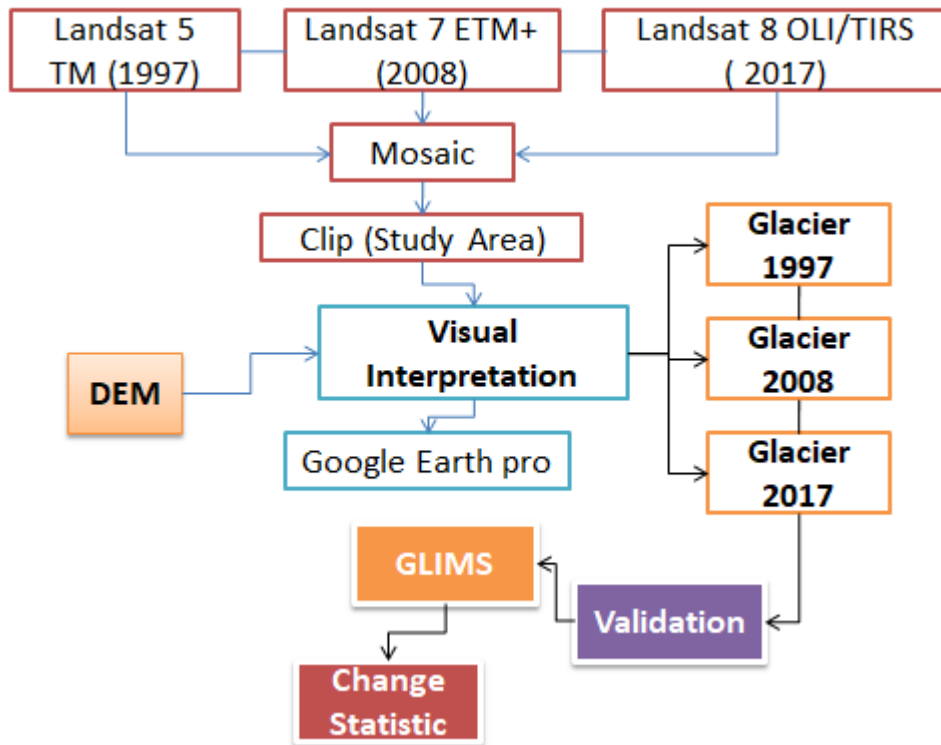 Landsat 5
TM (1997)
Landsat 7 ETM+
(2008)
Landsat 8 OLI/TIRS
( 2017)
Mosaic
Clip (Study Area)
Glacier
1997
Visual
Interpretation
Glacier
2008
DEM
Google Earth pro
Glacier
2017
GLIMS
Validation
Change
Statistic